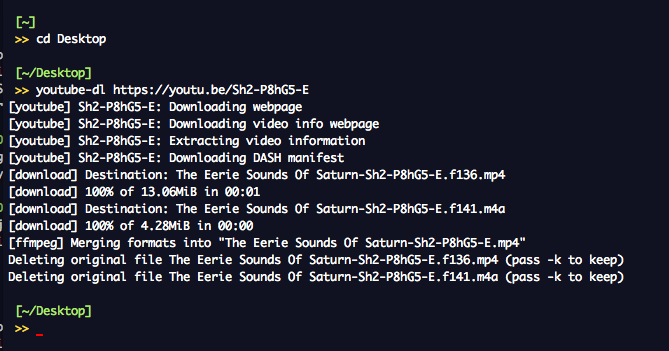 [~]
>> cd Desktop
[~/Desktop]
>> youtube-dl https://youtu.be/Sh2-P8hG5-E
[youtube] Sh2-P8hG5-E: Downloading webpage
[youtube] Sh2-P8hG5-E: Downloading video info webpage
[youtube] Sh2-P8hG5-E: Extracting video information
[youtube] Sh2-P8hG5-E: Downloading DASH manifest
[download] Destination: The Eerie Sounds Of Saturn-Sh2-P8hG5-E.f136.mp4
[download] 100% of 13.06MiB in 00:01
[download] Destination: The Eerie Sounds Of Saturn-Sh2-P8hG5-E.f141.m4a
[download] 100% of 4.28MiB in 00:00
[ffmpeg] Merging formats into "The Eerie Sounds Of Saturn-Sh2-P8hG5-E.mp4"
Deleting original file The Eerie Sounds Of Saturn-Sh2-P8hG5-E.f136.mp4 (pass -k to keep)
Deleting original file The Eerie Sounds Of Saturn-Sh2-P8hG5-E.f141.m4a (pass -k to keep)
[~/Desktop]
>> _